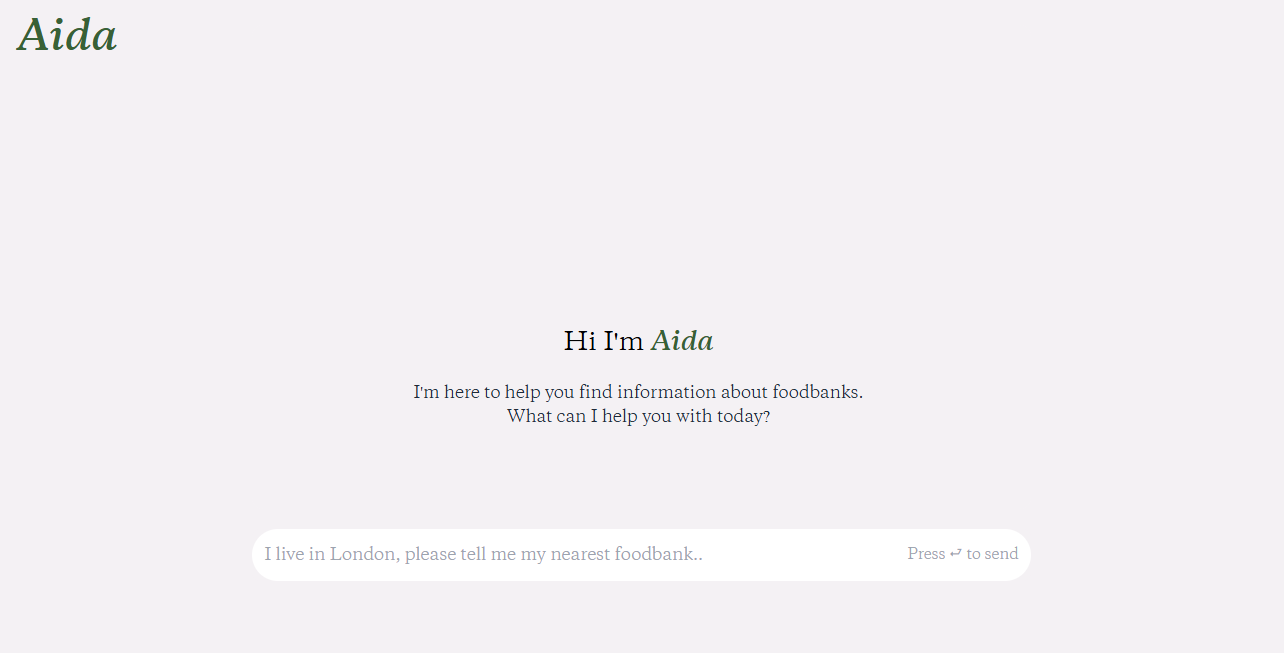 Aida
Hi I'm Aida
I'm here to help you find information about foodbanks.
What can I help you with today?
I live in London, please tell me my nearest foodbank.. Press ⮐ to send